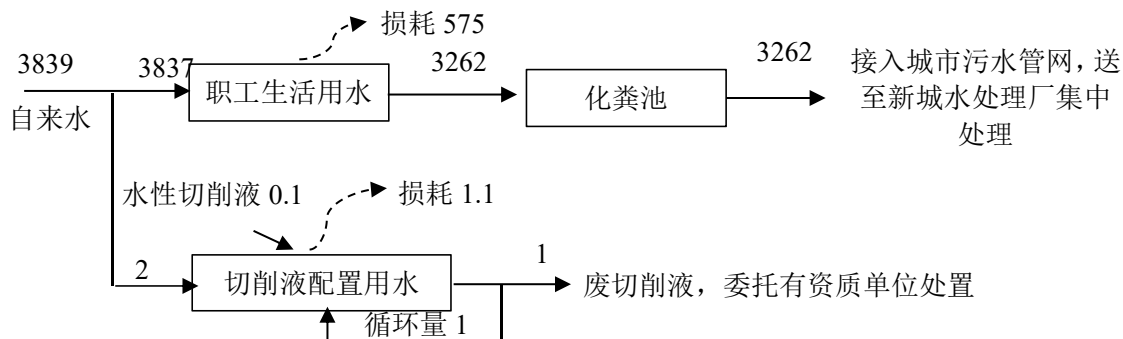 损耗 575
3839
3837
3262
3262
接入城市污水管网，送
至新城水处理厂集中
处理
职工生活用水
化粪池
自来水
水性切削液 0.1
损耗 1.1
2
切削液配置用水
1
废切削液，委托有资质单位处置
循环量 1